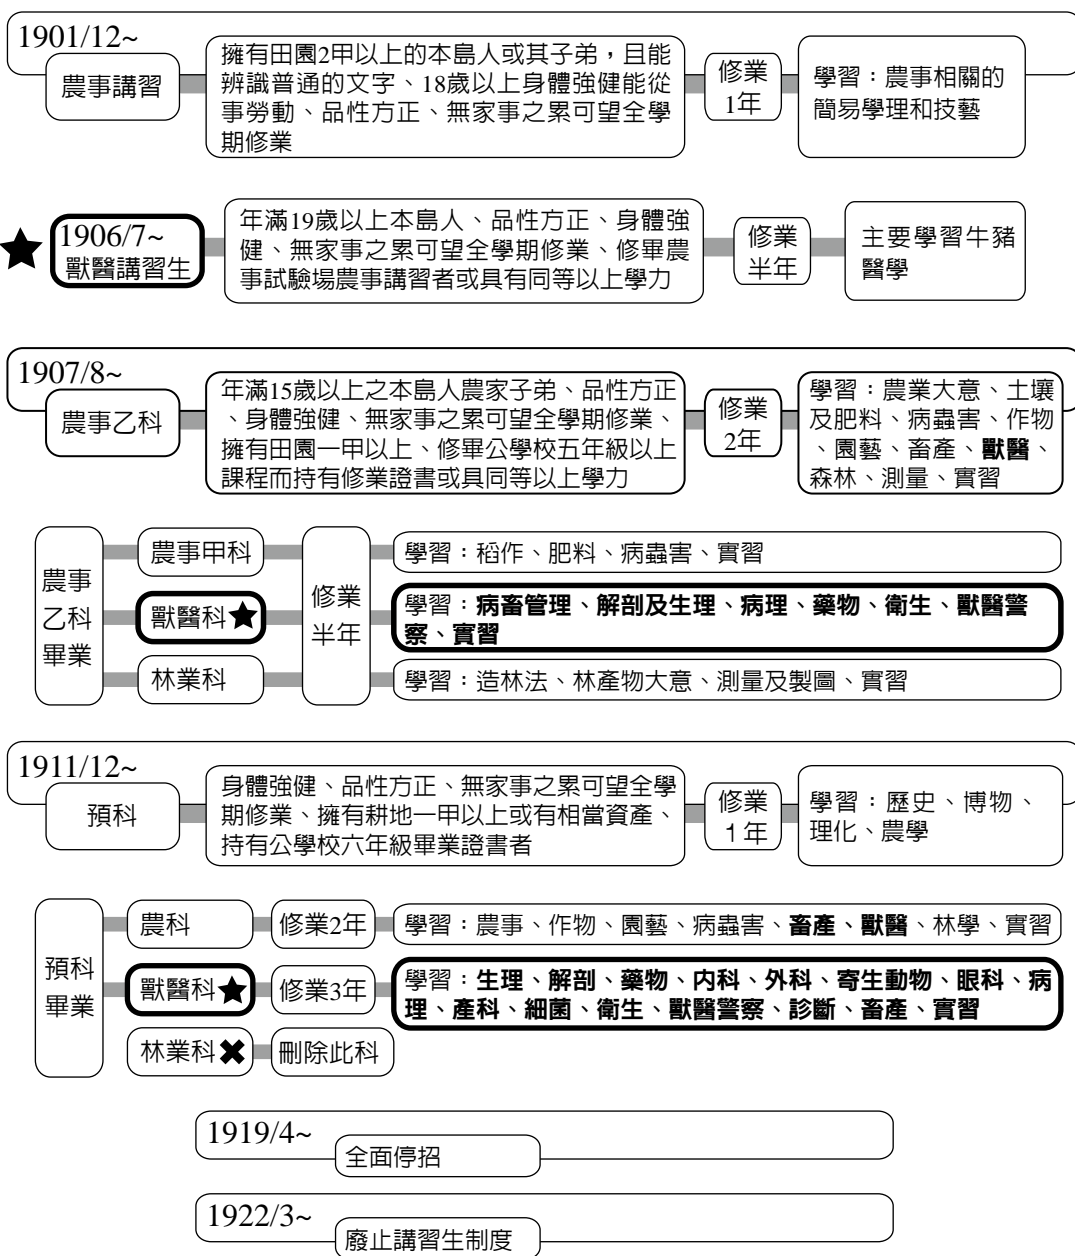 1901/12~
農事講習
擁有田園2甲以上的本島人或其子弟，且能
辨識普通的文字、18歲以上身體強健能從
事勞動、品性方正、無家事之累可望全學
期修業
修業
1年
學習：農事相關的
簡易學理和技藝
1906/7~
獸醫講習生
年滿19歲以上本島人、品性方正、身體強
健、無家事之累可望全學期修業、修畢農
事試驗場農事講習者或具有同等以上學力
修業
半年
主要學習牛豬
醫學
1907/8~
農事乙科
年滿15歲以上之本島人農家子弟、品性方正
、身體強健、無家事之累可望全學期修業、
擁有田園一甲以上、修畢公學校五年級以上
課程而持有修業證書或具同等以上學力
修業
2年
學習：農業大意、土壤
及肥料、病蟲害、作物
、園藝、畜產、獸醫、
森林、測量、實習
農事
乙科
畢業
農事甲科
獸醫科
林業科
修業
半年
學習：稻作、肥料、病蟲害、實習
學習：病畜管理、解剖及生理、病理、藥物、衛生、獸醫警
察、實習
學習：造林法、林產物大意、測量及製圖、實習
1911/12~
預科
身體強健、品性方正、無家事之累可望全學
期修業、擁有耕地一甲以上或有相當資產、
持有公學校六年級畢業證書者
修業
1年
學習：歷史、博物、
理化、農學
預科
畢業
農科
修業2年
學習：農事、作物、園藝、病蟲害、畜產、獸醫、林學、實習
獸醫科
修業3年
學習：生理、解剖、藥物、內科、外科、寄生動物、眼科、病
理、產科、細菌、衛生、獸醫警察、診斷、畜產、實習
林業科
刪除此科
1919/4~
全面停招
1922/3~
廢止講習生制度